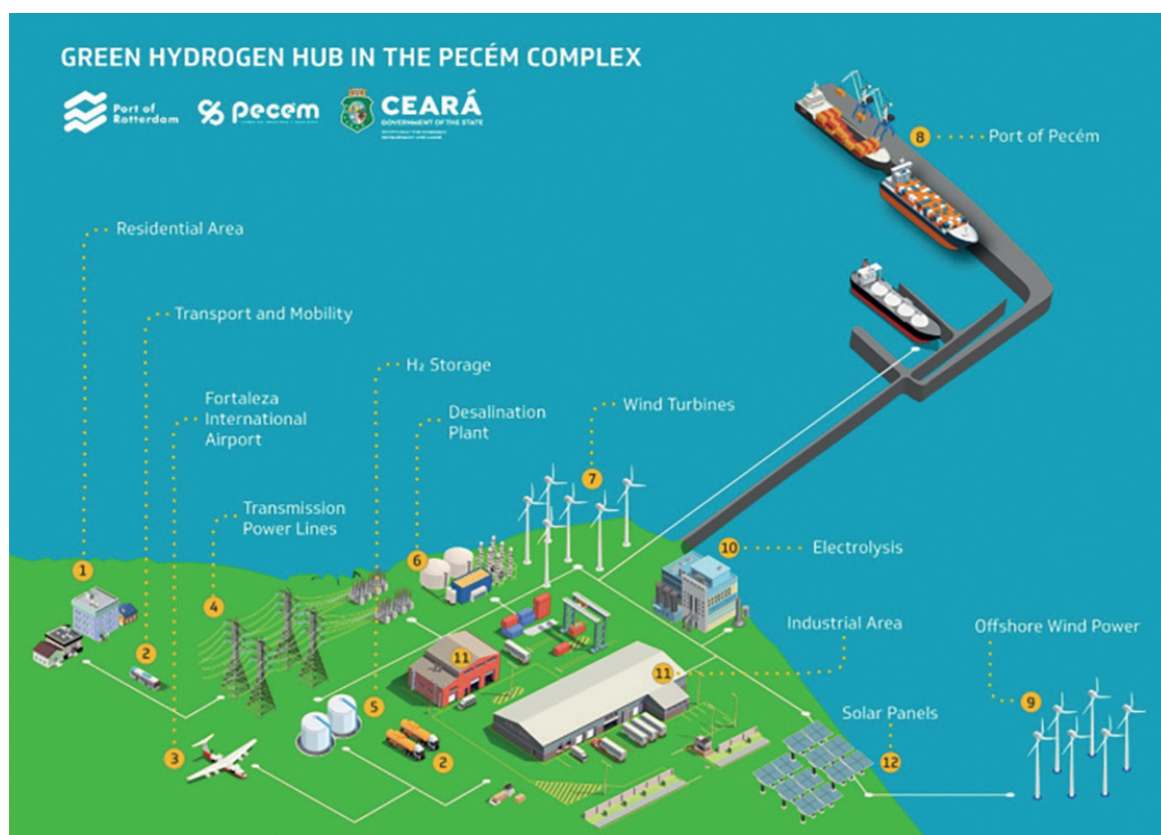 GREEN HYDROGEN HUB IN THE PECÉM COMPLEX
Port of
Rotterdam
pecém
CEARÁ
GOVERNMENT OF THE STATE
8
Port of Pecém
Residential Area
Transport and Mobility
H₂ Storage
Fortaleza
International
Airport
Desalination
Plant
Wind Turbines
7
Transmission
Power Lines
10
Electrolysis
6
1
4
Industrial Area
Offshore Wind Power
2
11
11
5
Solar Panels
9
3
2
12